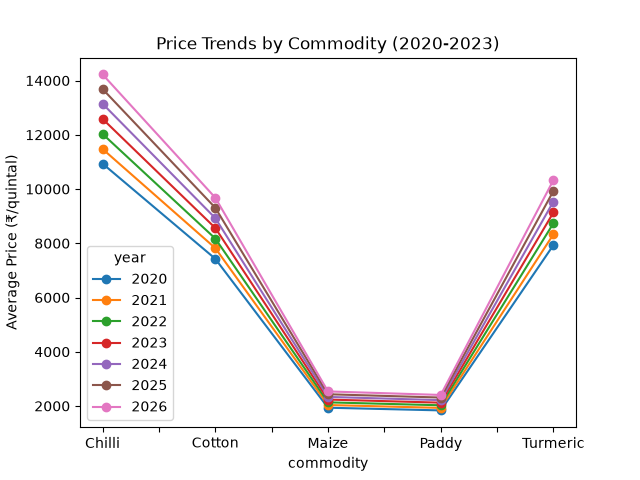 Price Trends by Commodity (2020-2023)
Average Price (₹/quintal)
14000
12000
10000
8000
6000
4000
2000
year
2020
2021
2022
2023
2024
2025
2026
Chilli Cotton Maize Paddy Turmeric
commodity